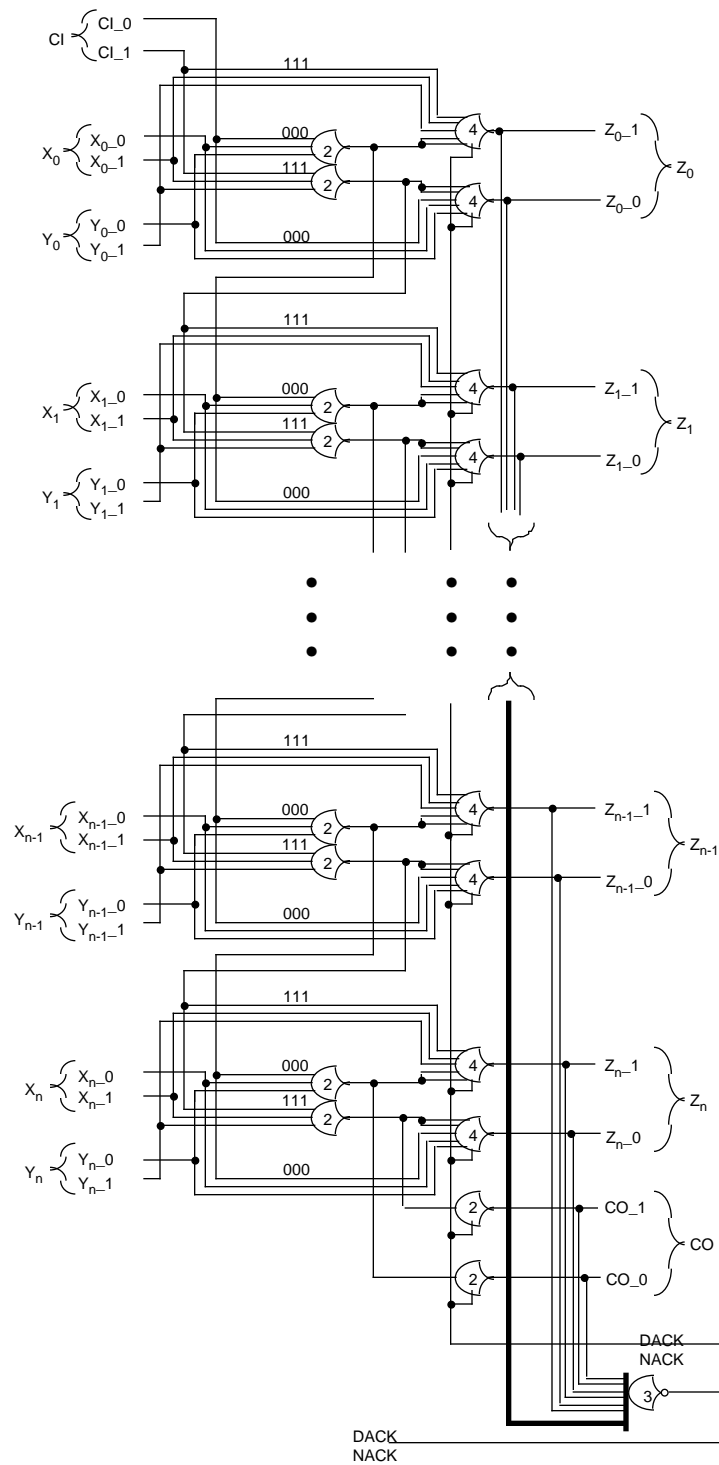 CI
CI_0
CI_1
111
4
Z0_1
X0
X0_0
X0_1
000
2
111
2
Z0
4
Z0_0
Y0
Y0_0
Y0_1
000
111
4
Z1_1
X1
X1_0
X1_1
000
2
111
2
Z1
4
Z1_0
Y1
Y1_0
Y1_1
000
111
4
Zn-1_1
Xn-1
Xn-1_0
Xn-1_1
000
2
111
2
Zn-1
4
Zn-1_0
Yn-1
Yn-1_0
Yn-1_1
000
111
4
Zn_1
Xn
Xn_0
Xn_1
000
2
111
2
Zn
4
Zn_0
Yn
Yn_0
Yn_1
000
2
CO_1
CO
2
CO_0
DACK
NACK
3
DACK
NACK